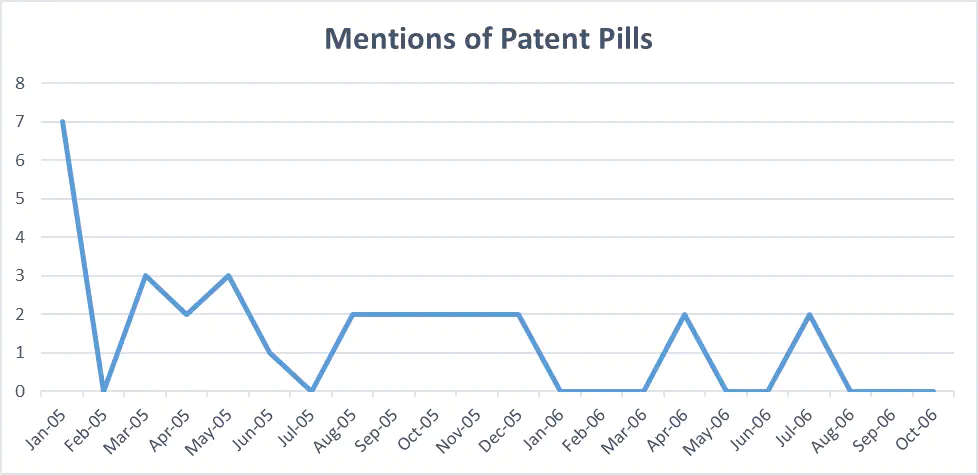 Mentions of Patent Pills
8
7
6
5
4
3
2
1
0
Jan-05
Feb-05
Mar-05
Apr-05
May-05
Jun-05
Jul-05
Aug-05
Sep-05
Oct-05
Nov-05
Dec-05
Jan-06
Feb-06
Mar-06
Apr-06
May-06
Jun-06
Jul-06
Aug-06
Sep-06
Oct-06